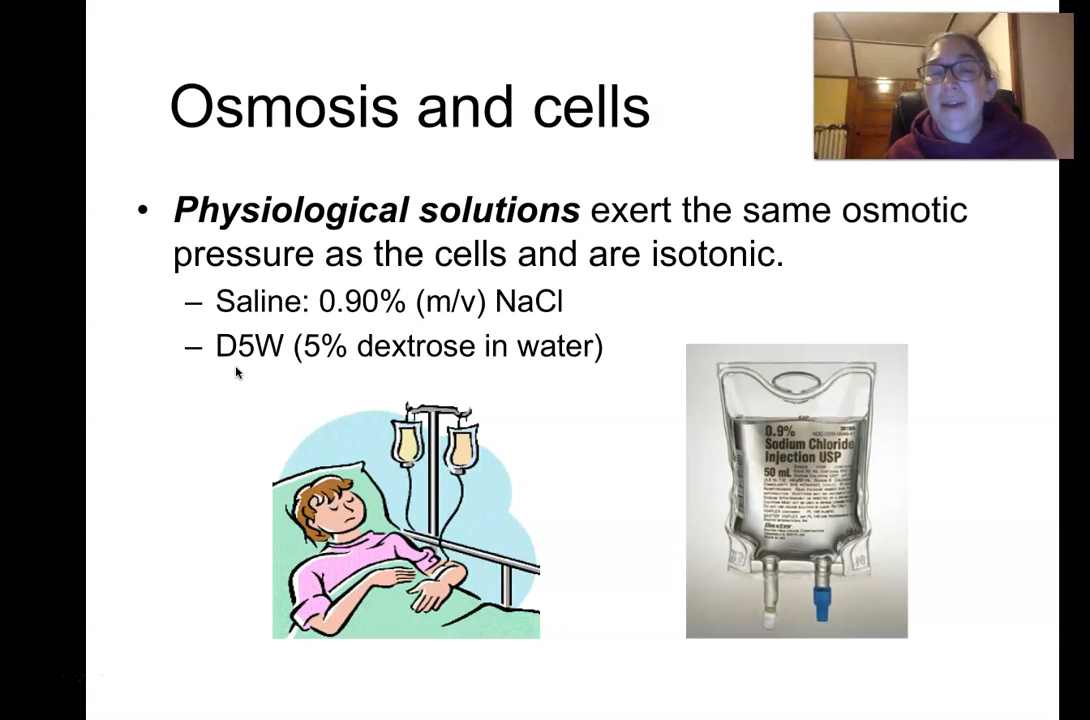 Osmosis and cells
• Physiological solutions exert the same osmotic
pressure as the cells and are isotonic.
– Saline: 0.90% (m/v) NaCl
– D5W (5% dextrose in water)
0.9%
Sodium Chloride
Injection USP
50 mL
Baxter